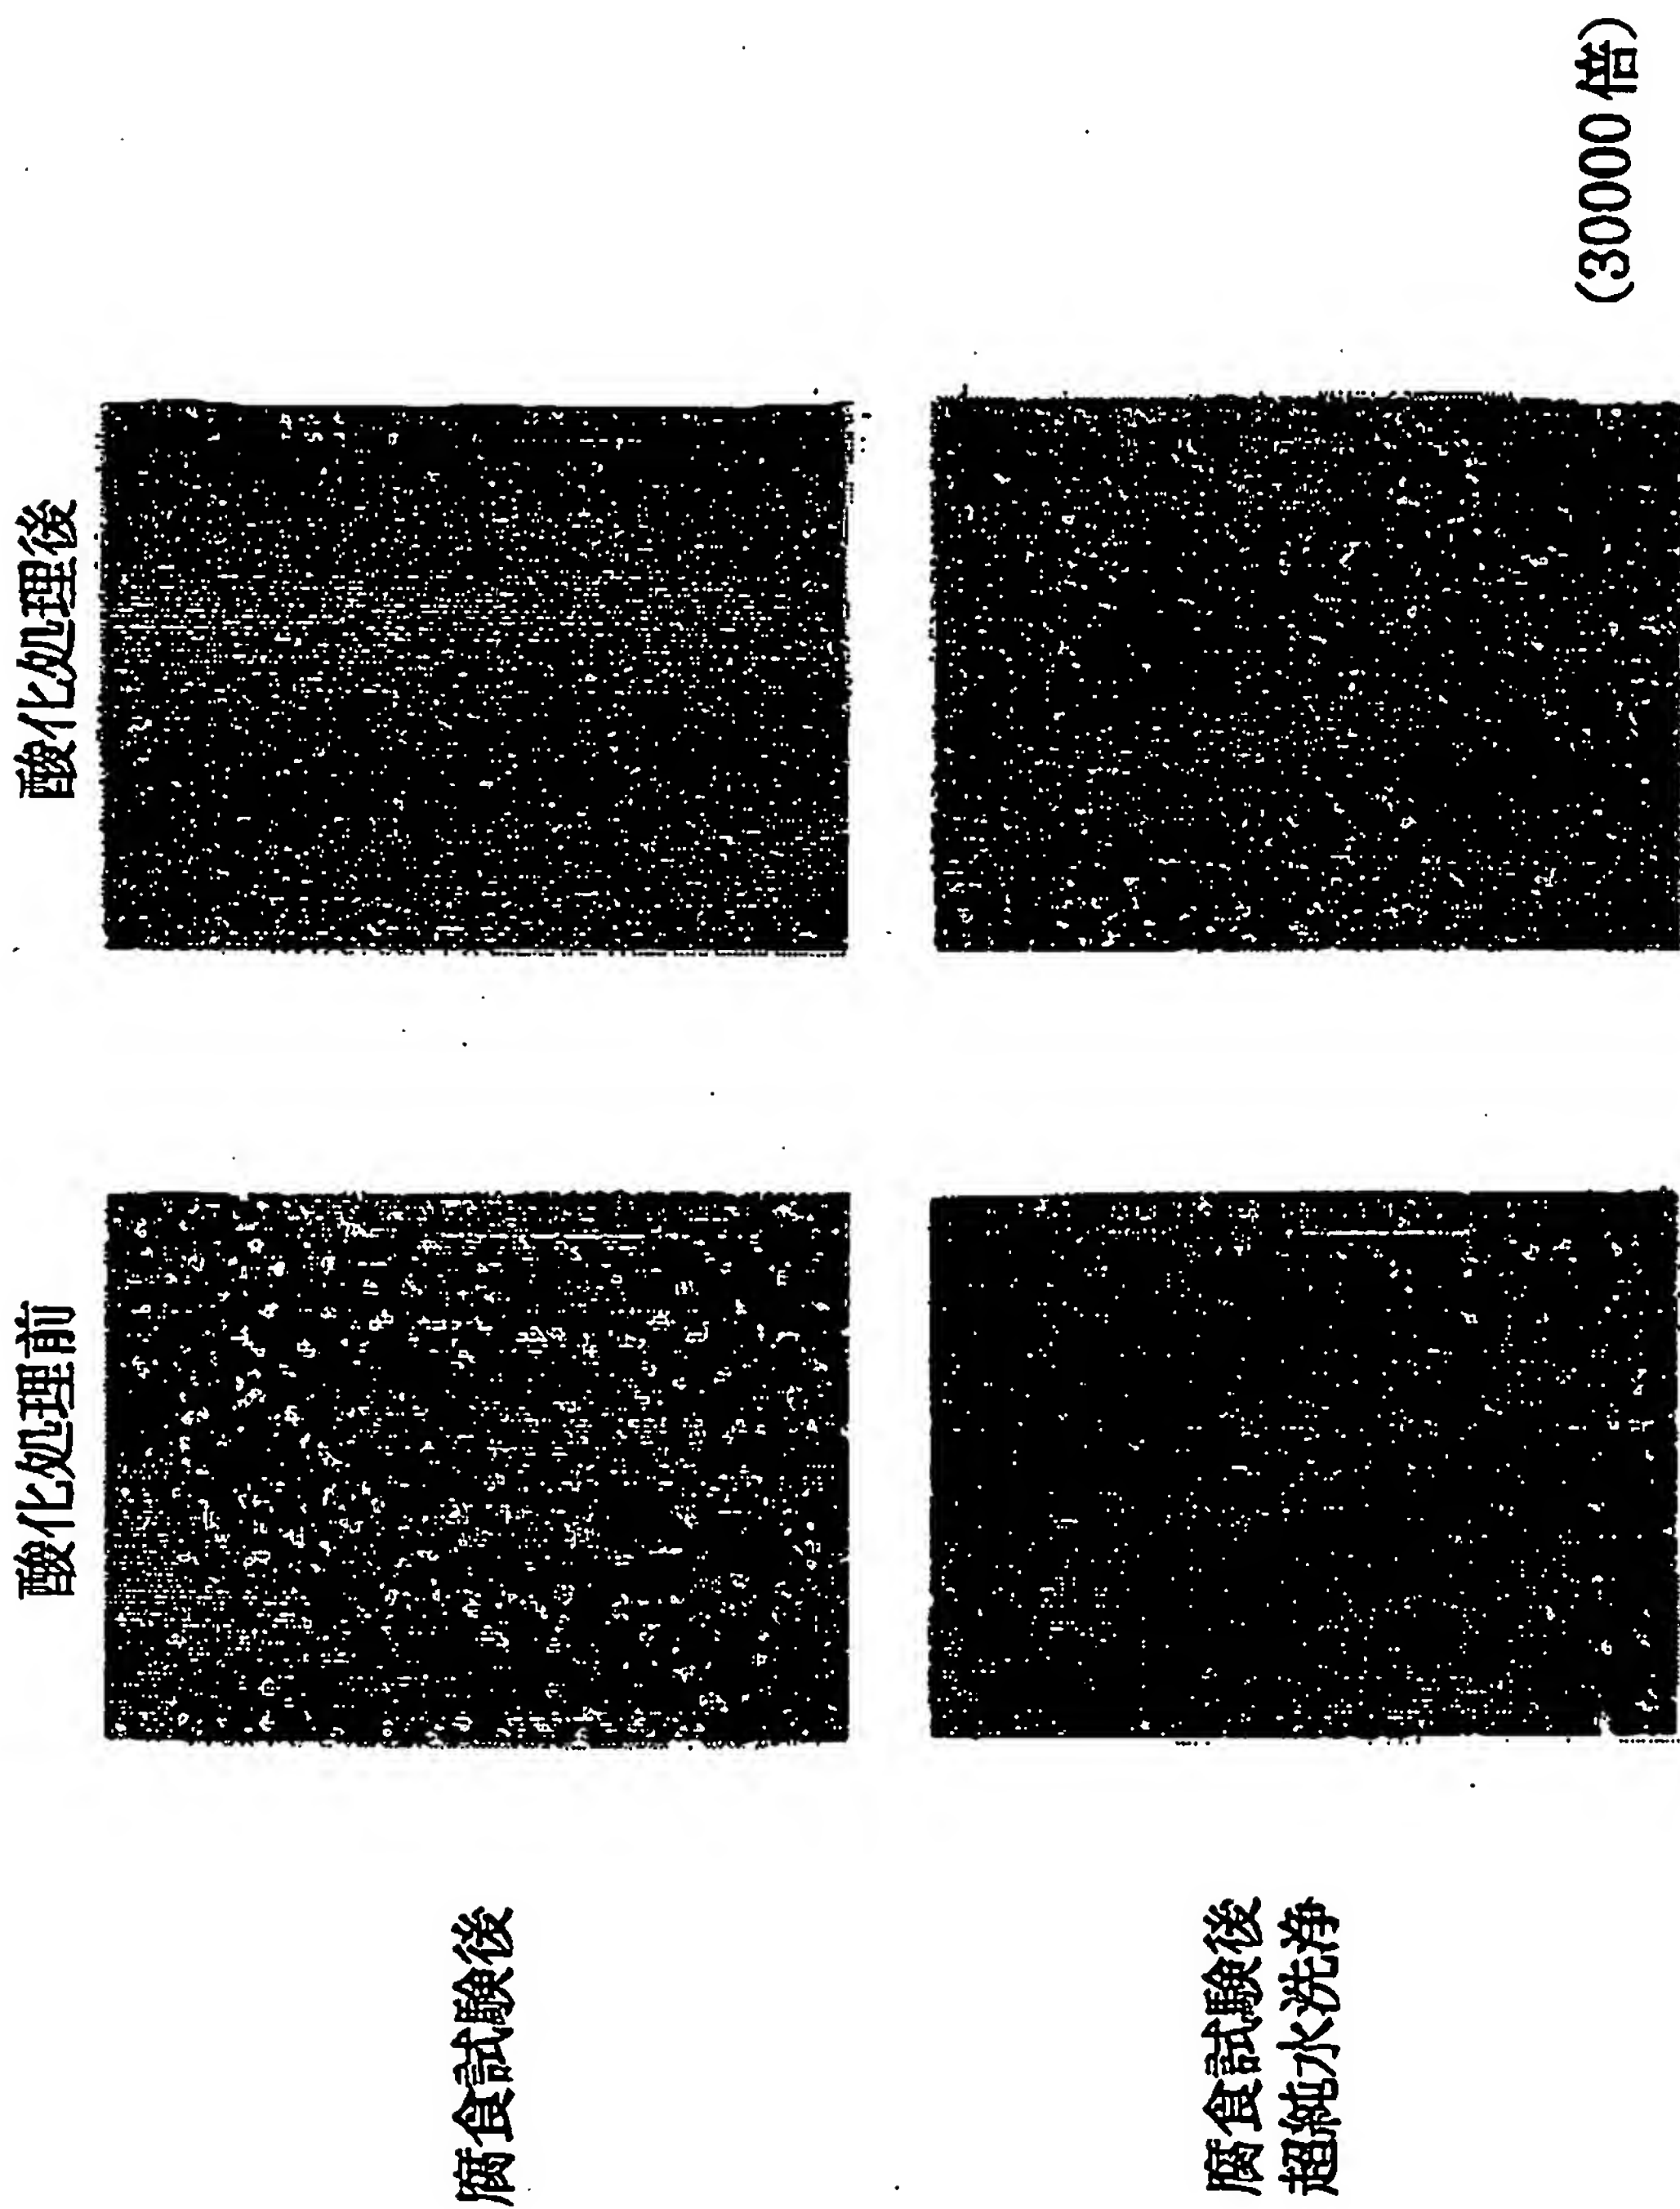 酸化処理前
酸化処理後
腐食試験後
腐食試験後
超純水洗浄
(30000倍)